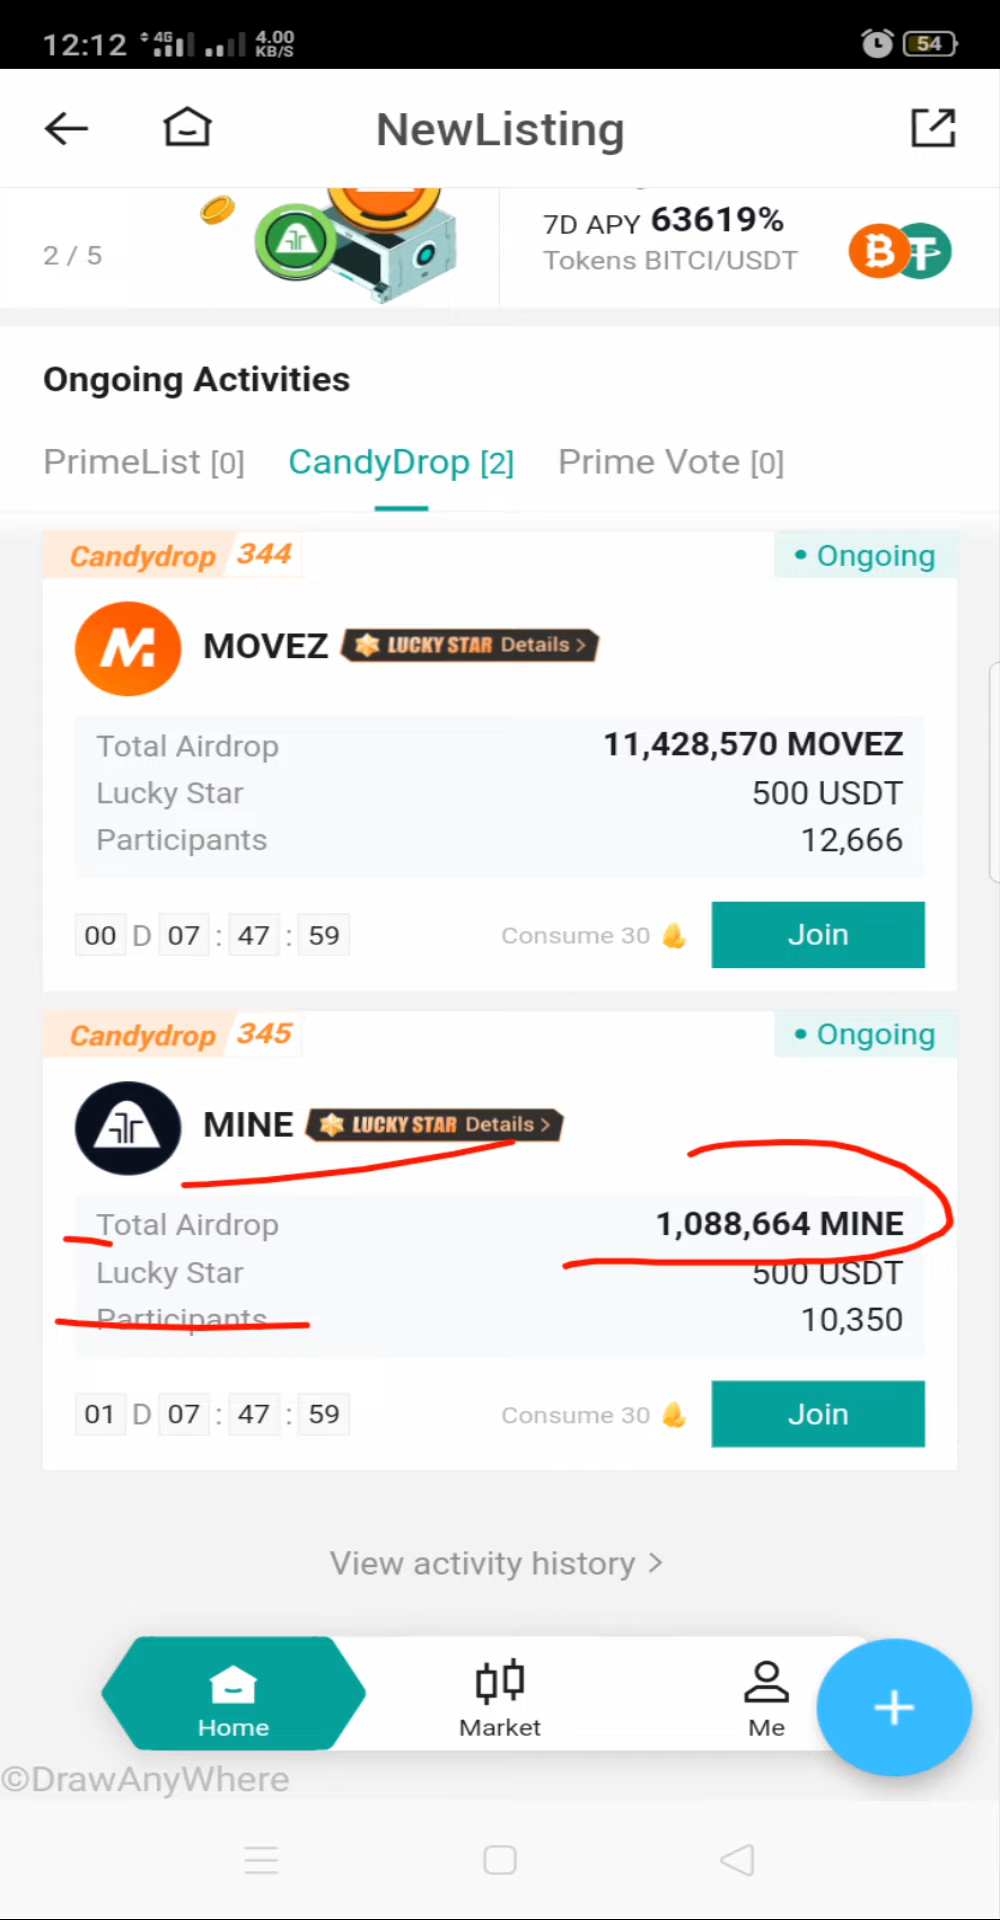 12:12 4G 4.00 KB/S 54
NewListing
2 / 5
7D APY 63619%
Tokens BITCI/USDT
Ongoing Activities
PrimeList [0] CandyDrop [2] Prime Vote [0]
Candydrop 344 • Ongoing
MOVEZ LUCKY STAR Details >
Total Airdrop 11,428,570 MOVEZ
Lucky Star 500 USDT
Participants 12,666
00 D 07 : 47 : 59 Consume 30 Join
Candydrop 345 • Ongoing
MINE LUCKY STAR Details >
Total Airdrop 1,088,664 MINE
Lucky Star 500 USDT
Participants 10,350
01 D 07 : 47 : 59 Consume 30 Join
View activity history >
Home Market Me
©DrawAnyWhere